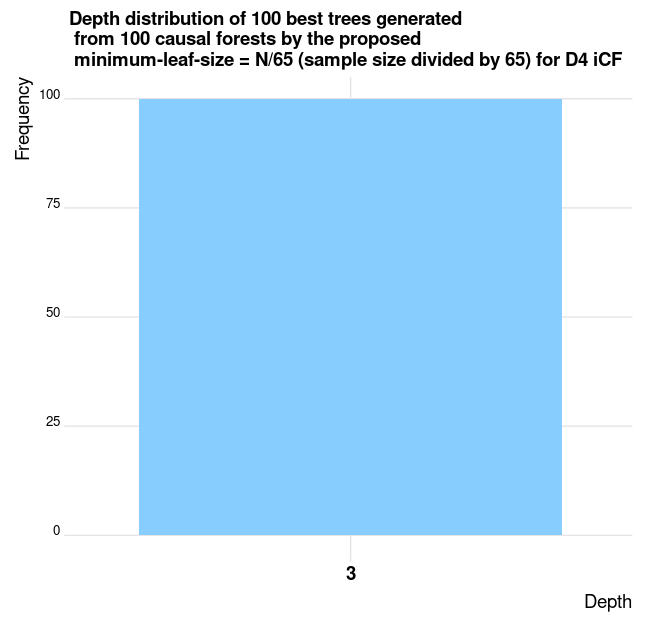 Depth distribution of 100 best trees generated
from 100 causal forests by the proposed
minimum-leaf-size = N/65 (sample size divided by 65) for D4 iCF
Frequency
100
75
50
25
0
3
Depth